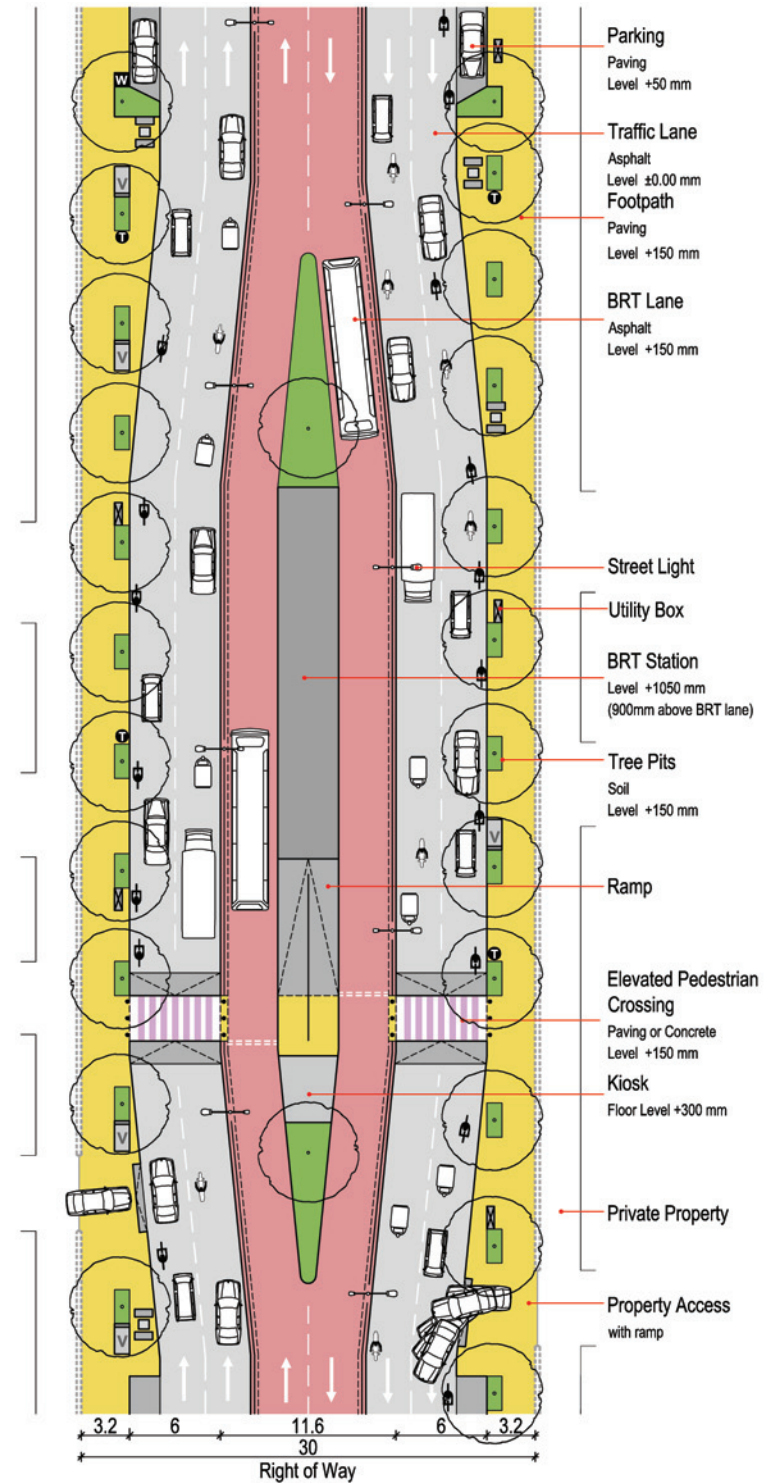 Parking
Paving
Level +50 mm
Traffic Lane
Asphalt
Level ±0.00 mm
Footpath
Paving
Level +150 mm
BRT Lane
Asphalt
Level +150 mm
Street Light
Utility Box
BRT Station
Level +1050 mm
(900mm above BRT lane)
Tree Pits
Soil
Level +150 mm
Ramp
Elevated Pedestrian
Crossing
Paving or Concrete
Level +150 mm
Kiosk
Floor Level +300 mm
Private Property
Property Access
with ramp
W
V
T
T
V
T
V
T
V
V
3.2 6 11.6 6 3.2
30
Right of Way